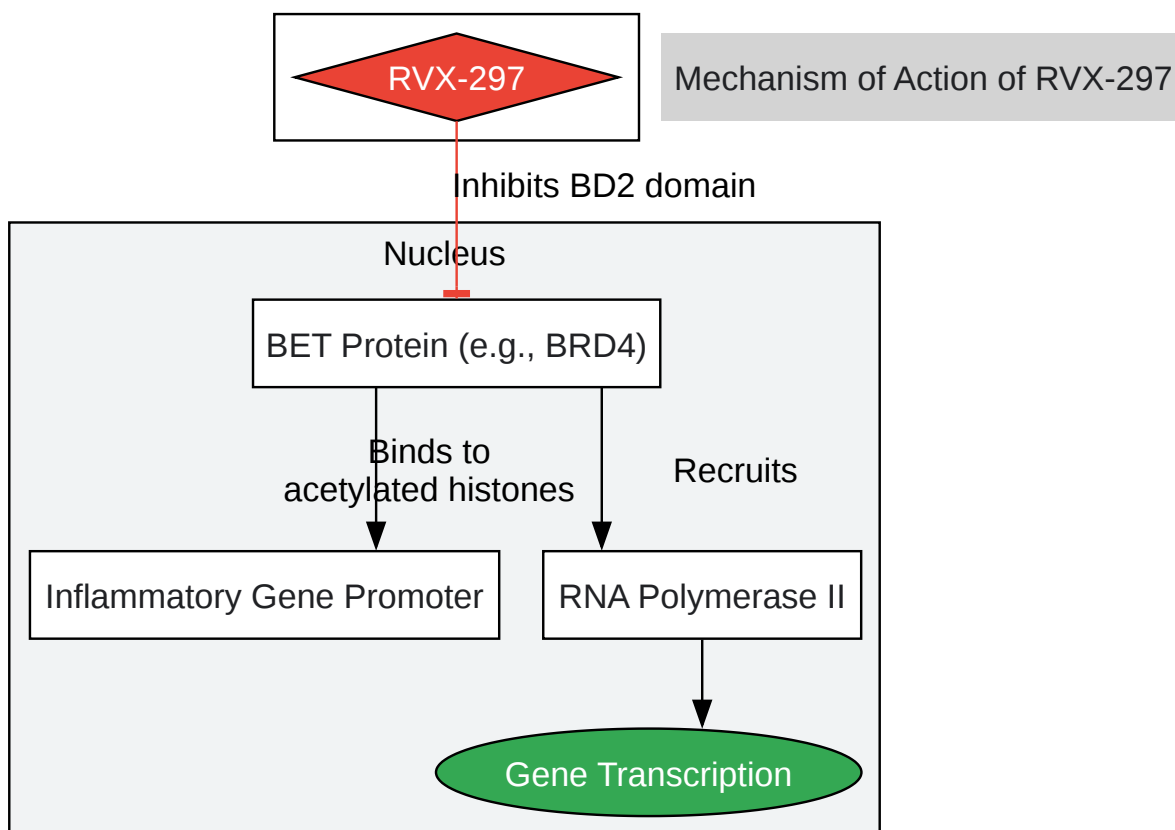 RVX-297
Mechanism of Action of RVX-297
Inhibits BD2 domain
Nucleus
BET Protein (e.g., BRD4)
Binds to
acetylated histones
Recruits
Inflammatory Gene Promoter
RNA Polymerase II
Gene Transcription